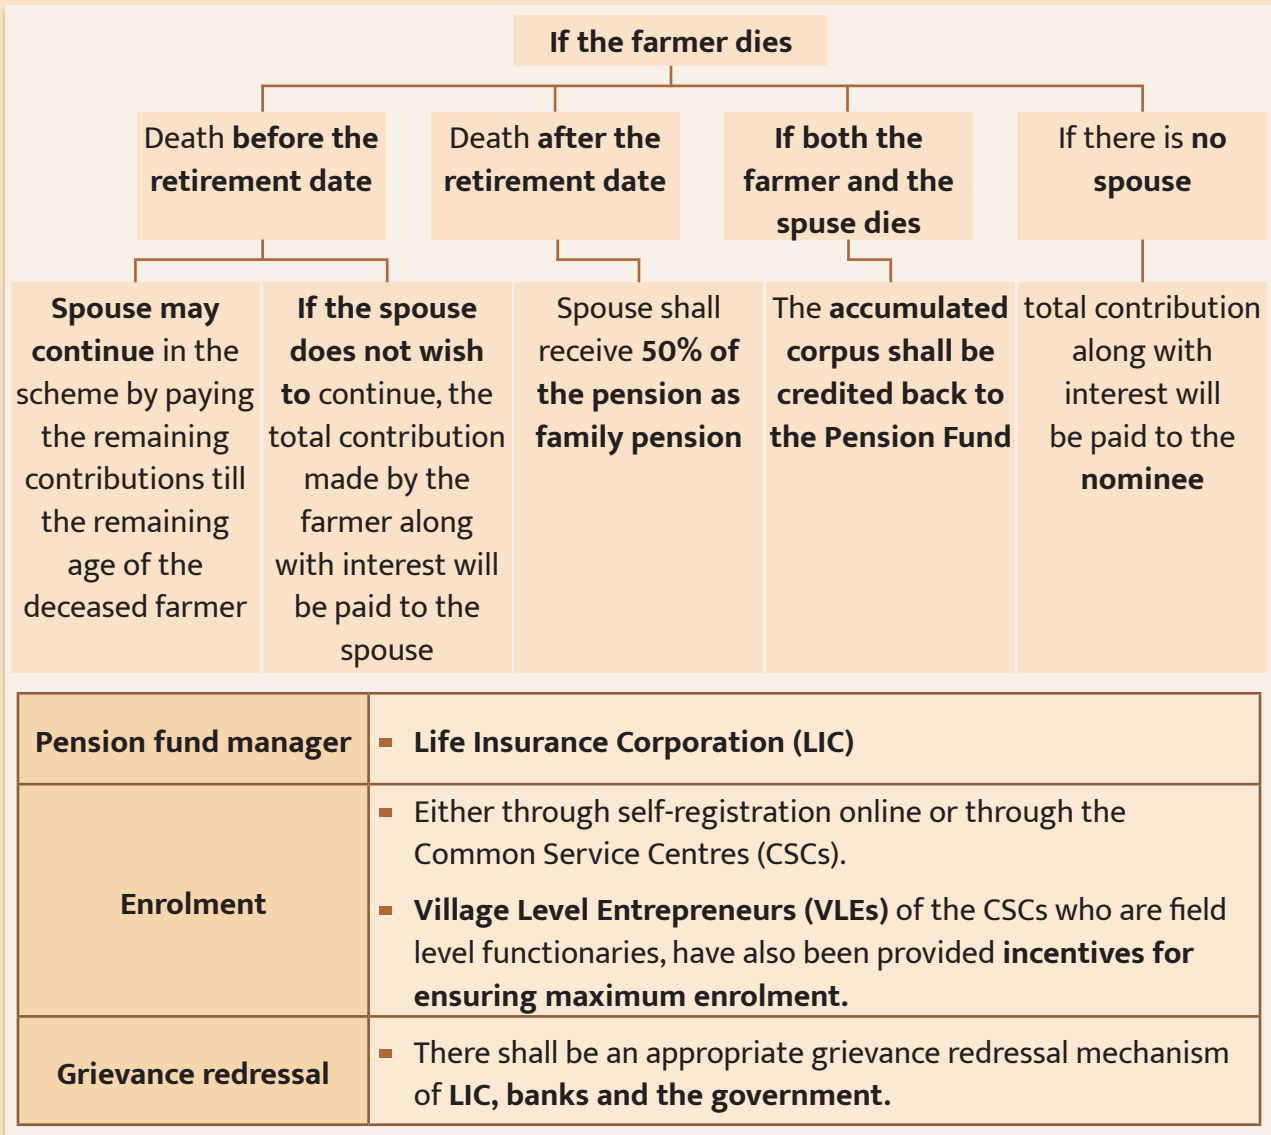 If the farmer dies
Death before the
retirement date
Death after the
retirement date
If both the
farmer and the
spuse dies
If there is no
spouse
Spouse may
continue in the
scheme by paying
the remaining
contributions till
the remaining
age of the
deceased farmer
If the spouse
does not wish
to continue, the
total contribution
made by the
farmer along
with interest will
be paid to the
spouse
Spouse shall
receive 50% of
the pension as
family pension
The accumulated
corpus shall be
credited back to
the Pension Fund
total contribution
along with
interest will
be paid to the
nominee
Pension fund manager
Life Insurance Corporation (LIC)
Enrolment
Either through self-registration online or through the
Common Service Centres (CSCs).
Village Level Entrepreneurs (VLEs) of the CSCs who are field
level functionaries, have also been provided incentives for
ensuring maximum enrolment.
Grievance redressal
There shall be an appropriate grievance redressal mechanism
of LIC, banks and the government.